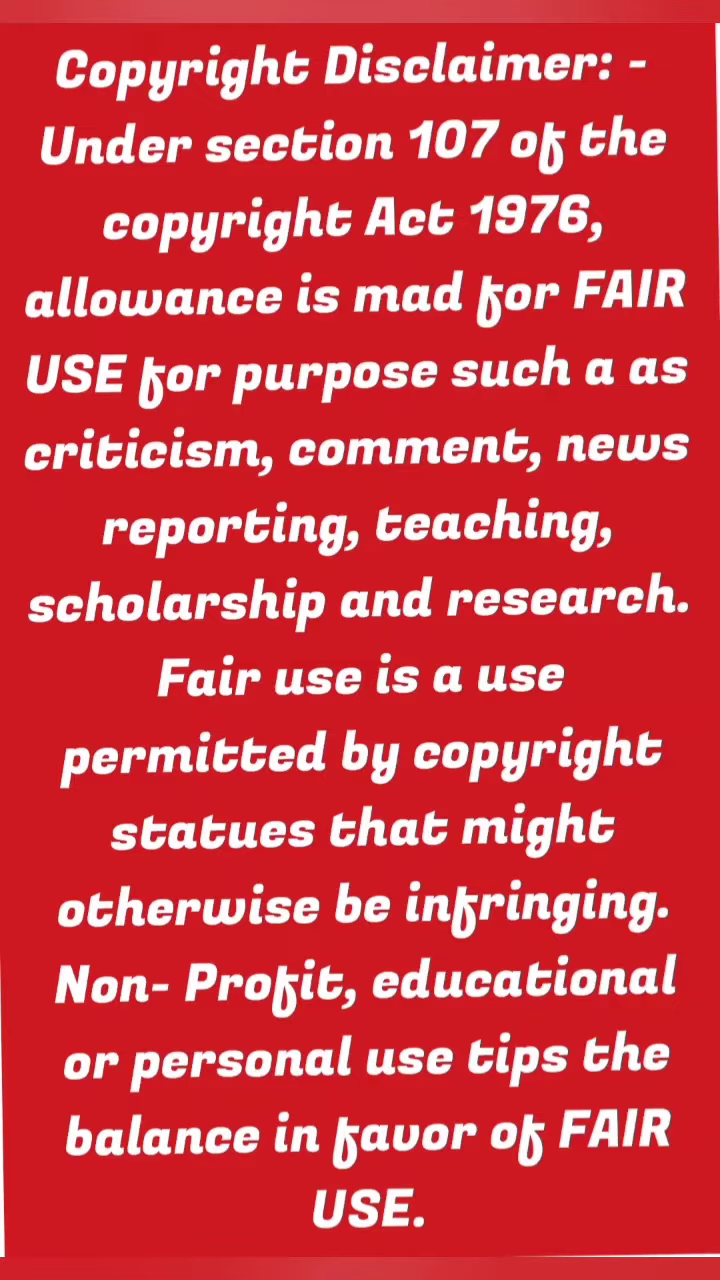 Copyright Disclaimer: -
Under section 107 of the
copyright Act 1976,
allowance is mad for FAIR
USE for purpose such a as
criticism, comment, news
reporting, teaching,
scholarship and research.
Fair use is a use
permitted by copyright
statues that might
otherwise be infringing.
Non- Profit, educational
or personal use tips the
balance in favor of FAIR
USE.